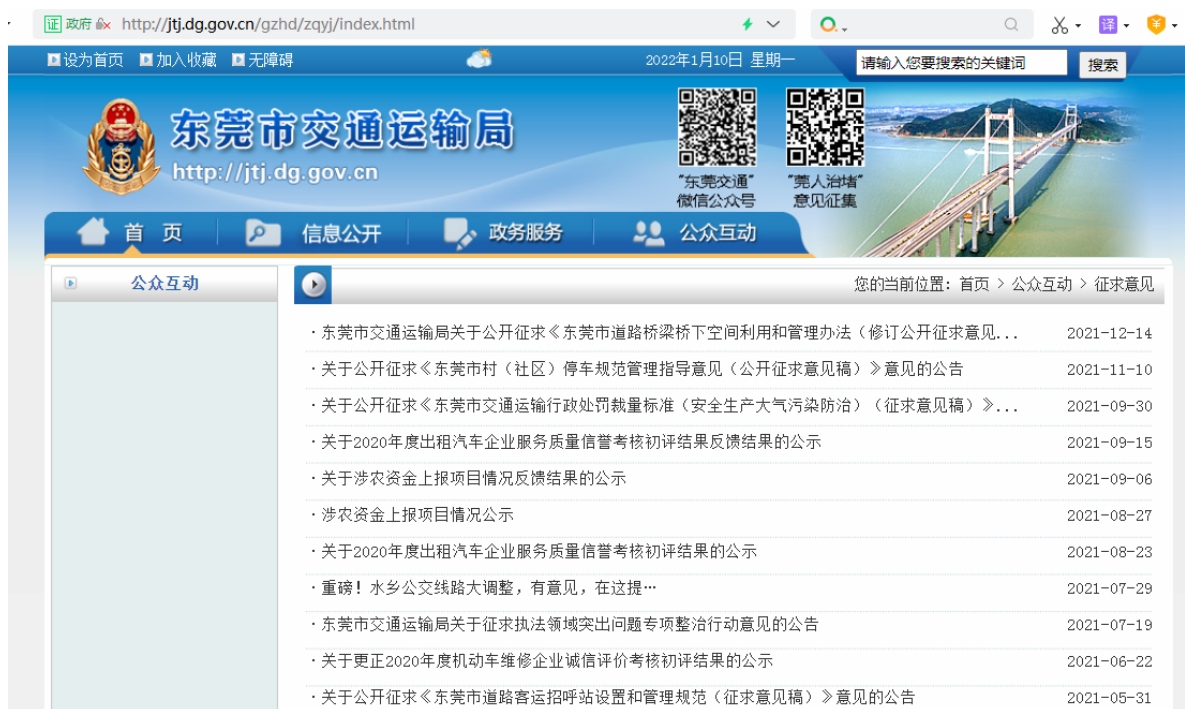 证 政府 http://jtj.dg.gov.cn/gzhd/zqyj/index.html 译
设为首页 加入收藏 无障碍 2022年1月10日 星期一 请输入您要搜索的关键词 搜索
东莞市交通运输局
http://jtj.dg.gov.cn
“东莞交通” “莞人治堵”
微信公众号 意见征集
首 页 信息公开 政务服务 公众互动
公众互动 您的当前位置：首页 > 公众互动 > 征求意见
·东莞市交通运输局关于公开征求《东莞市道路桥梁桥下空间利用和管理办法（修订公开征求意见... 2021-12-14
·关于公开征求《东莞市村（社区）停车规范管理指导意见（公开征求意见稿）》意见的公告 2021-11-10
·关于公开征求《东莞市交通运输行政处罚裁量标准（安全生产大气污染防治）（征求意见稿）》... 2021-09-30
·关于2020年度出租汽车企业服务质量信誉考核初评结果反馈结果的公示 2021-09-15
·关于涉农资金上报项目情况反馈结果的公示 2021-09-06
·涉农资金上报项目情况公示 2021-08-27
·关于2020年度出租汽车企业服务质量信誉考核初评结果的公示 2021-08-23
·重磅！水乡公交线路大调整，有意见，在这提… 2021-07-29
·东莞市交通运输局关于征求执法领域突出问题专项整治行动意见的公告 2021-07-19
·关于更正2020年度机动车维修企业诚信评价考核初评结果的公示 2021-06-22
·关于公开征求《东莞市道路客运招呼站设置和管理规范（征求意见稿）》意见的公告 2021-05-31